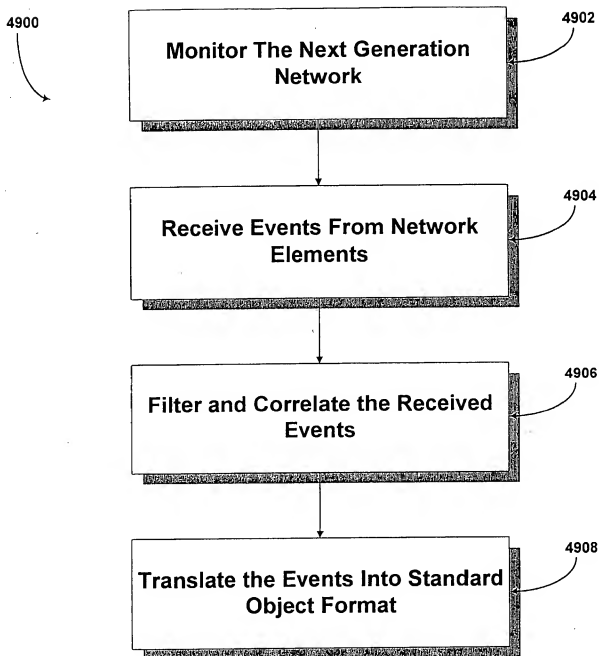 4900
4902
Monitor The Next Generation
Network
4904
Receive Events From Network
Elements
4906
Filter and Correlate the Received
Events
4908
Translate the Events Into Standard
Object Format